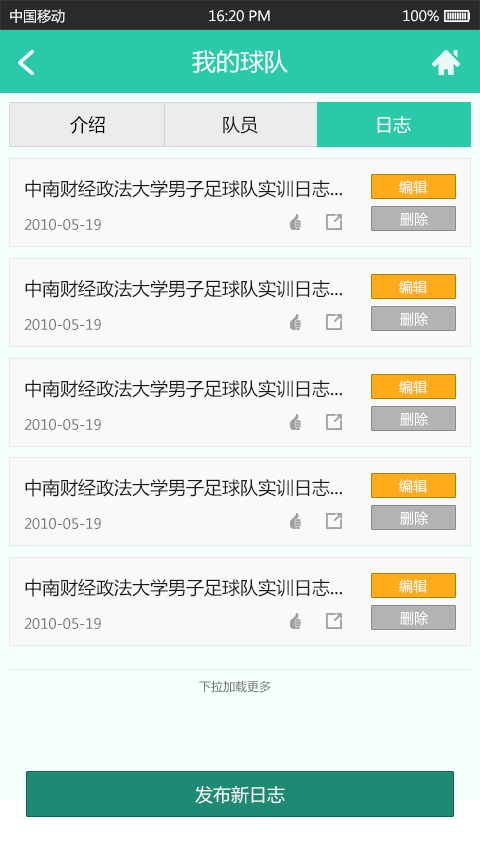 中国移动 16:20 PM 100%
我的球队
介绍 队员 日志
中南财经政法大学男子足球队实训日志... 编辑
2010-05-19 删除
中南财经政法大学男子足球队实训日志... 编辑
2010-05-19 删除
中南财经政法大学男子足球队实训日志... 编辑
2010-05-19 删除
中南财经政法大学男子足球队实训日志... 编辑
2010-05-19 删除
中南财经政法大学男子足球队实训日志... 编辑
2010-05-19 删除
下拉加载更多
发布新日志